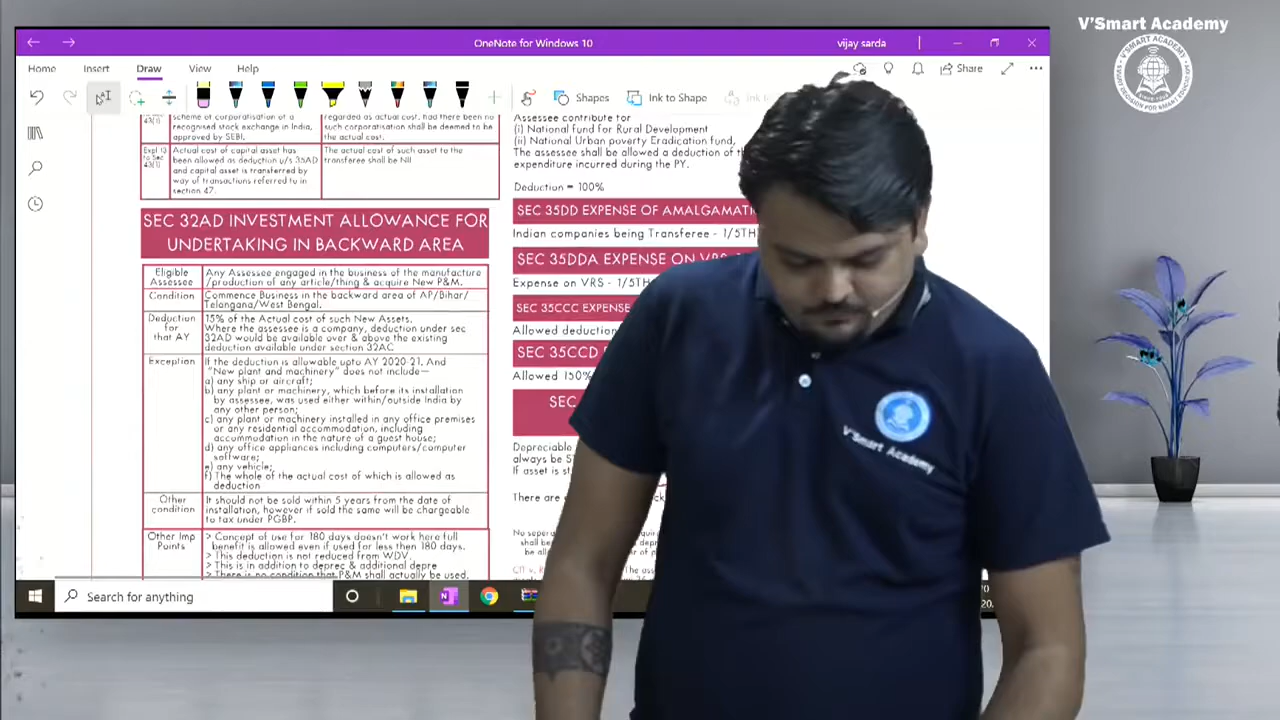 V'Smart Academy
OneNote for Windows 10
vijay sarda
Home
Insert
Draw
View
Help
Share
Shapes
Ink to Shape
Ink to
scheme of corporatisation of a
43(1)
recognised stock exchange in India,
approved by SEBI.
regarded as actual cost, had there been no
such corporatisation shall be deemed to be
the actual cost.
Expl 13
to Sec
43(1)
Actual cost of capital asset has
been allowed as deduction u/s 35AD
and capital asset is transferred by
way of transactions referred to in
section 47.
The actual cost of such asset to the
transferee shall be Nil
SEC 32AD INVESTMENT ALLOWANCE FOR
UNDERTAKING IN BACKWARD AREA
Eligible
Assessee
Any Assessee engaged in the business of the manufacture
/production of any article/thing & acquire New P&M.
Condition
Commence Business in the backward area of AP/Bihar/
Telangana/West Bengal.
Deduction
for
that AY
15% of the Actual cost of such New Assets.
Where the assessee is a company, deduction under sec
32AD would be available over & above the existing
deduction available under section 32AC
Exception
If the deduction is allowable upto AY 2020-21. And
"New plant and machinery" does not include—
a) any ship or aircraft;
b) any plant or machinery, which before its installation
by assessee, was used either within/outside India by
any other person;
c) any plant or machinery installed in any office premises
or any residential accommodation, including
accommodation in the nature of a guest house;
d) any office appliances including computers/computer
software;
e) any vehicle;
f) The whole of the actual cost of which is allowed as
deduction
Other
condition
It should not be sold within 5 years from the date of
installation, however if sold the same will be chargeable
to tax under PGBP.
Other Imp
Points
> Concept of use for 180 days doesn't work here full
benefit is allowed even if used for less then 180 days.
> This deduction is not reduced from WDV.
> This is in addition to deprec & additional depre
> There is no condition that P&M shall actually be used.
Assessee contribute for
(i) National fund for Rural Development
(ii) National Urban poverty Eradication fund,
The assessee shall be allowed a deduction of th
expenditure incurred during the PY.
Deduction = 100%
SEC 35DD EXPENSE OF AMALGAMATI
Indian companies being Transferee - 1/5TH
SEC 35DDA EXPENSE ON VRS
Expense on VRS - 1/5TH
SEC 35CCC EXPENSE
Allowed deduction
SEC 35CCD
Allowed 150%
SEC
Depreciable
always be S
If asset is s
There are
Search for anything
V'Smart Academy